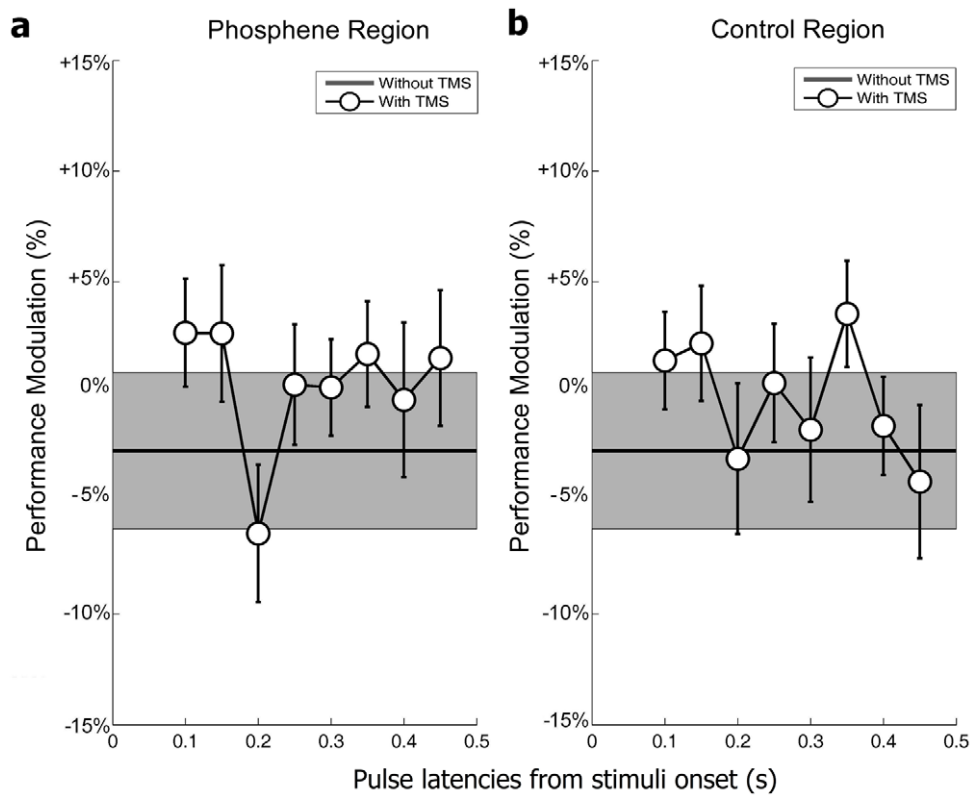 a
Phosphene Region
Performance Modulation (%)
+15%
+10%
+5%
0%
-5%
-10%
-15%
Without TMS
With TMS
0
0.1
0.2
0.3
0.4
0.5
b
Control Region
Performance Modulation (%)
+15%
+10%
+5%
0%
-5%
-10%
-15%
Without TMS
With TMS
0
0.1
0.2
0.3
0.4
0.5
Pulse latencies from stimuli onset (s)